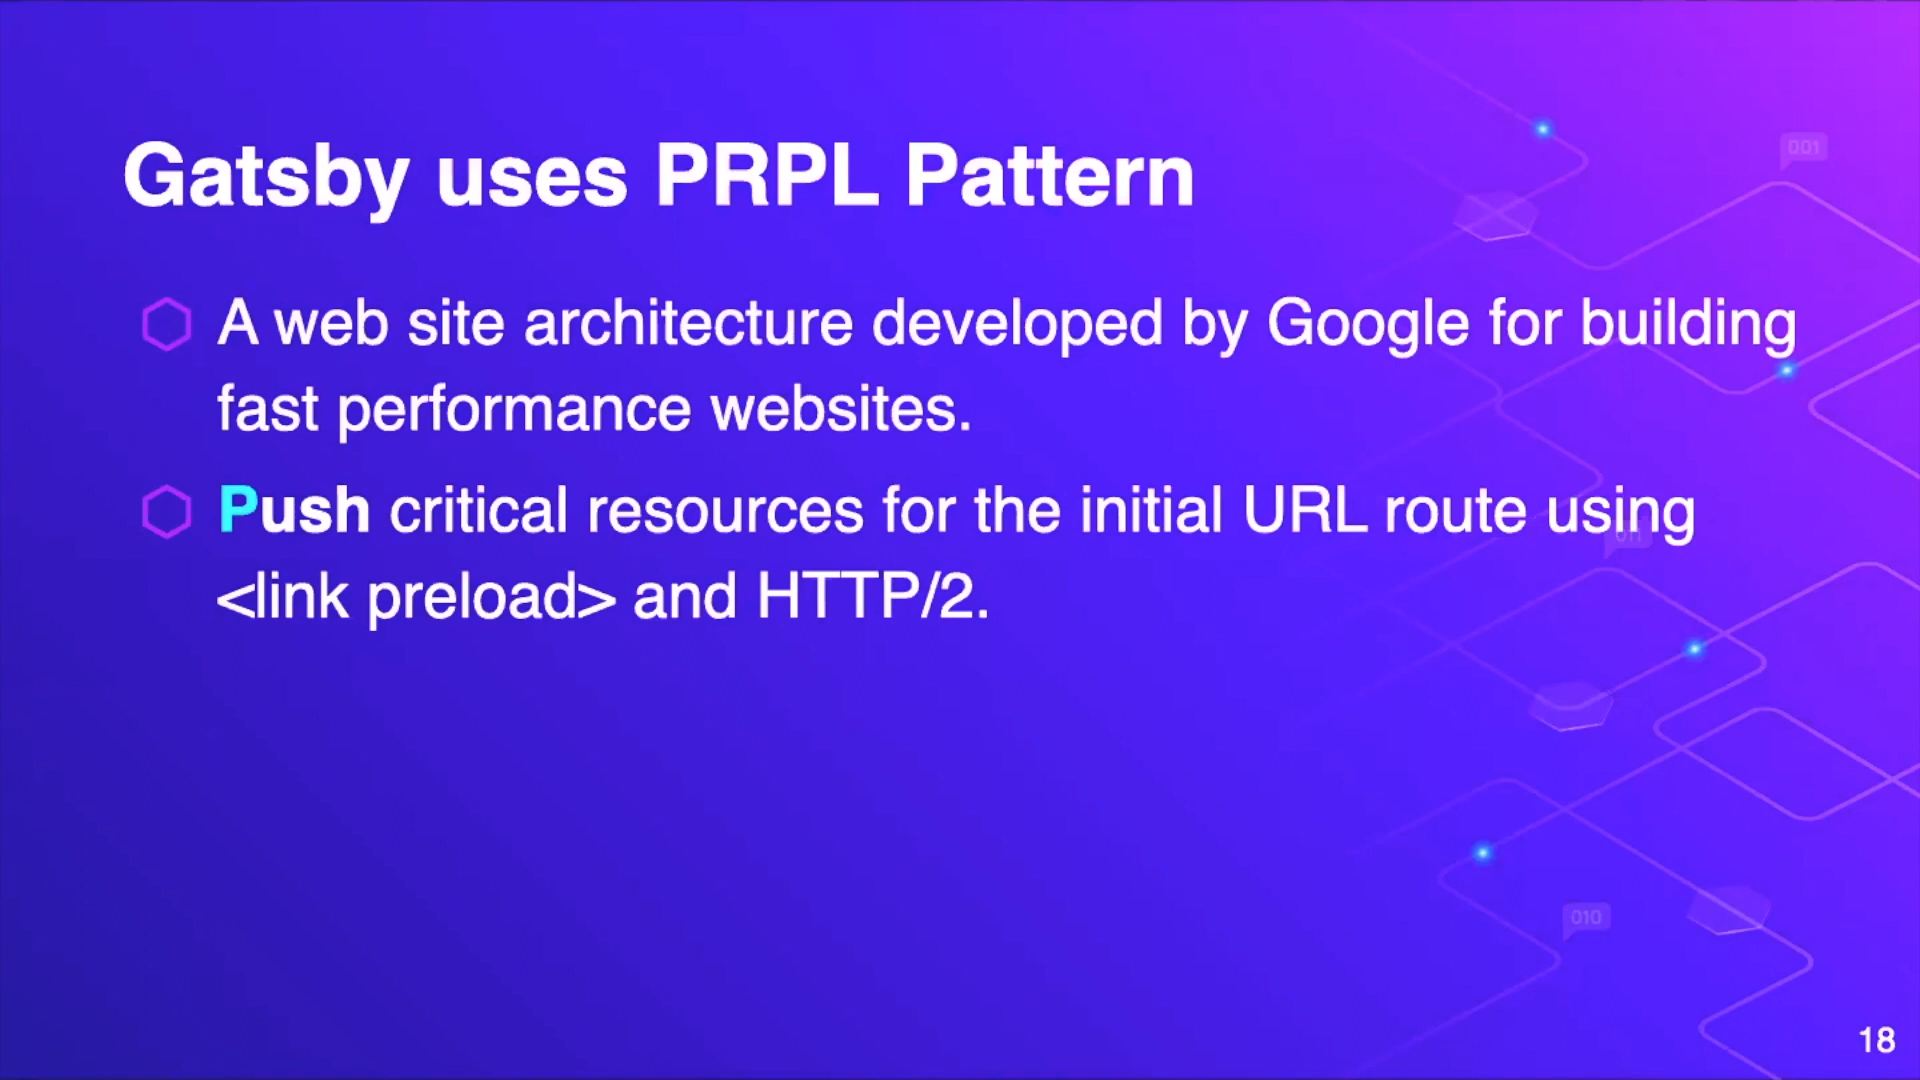 Gatsby uses PRPL Pattern
001
A web site architecture developed by Google for building
fast performance websites.
Push critical resources for the initial URL route using
011
<link preload> and HTTP/2.
010
18